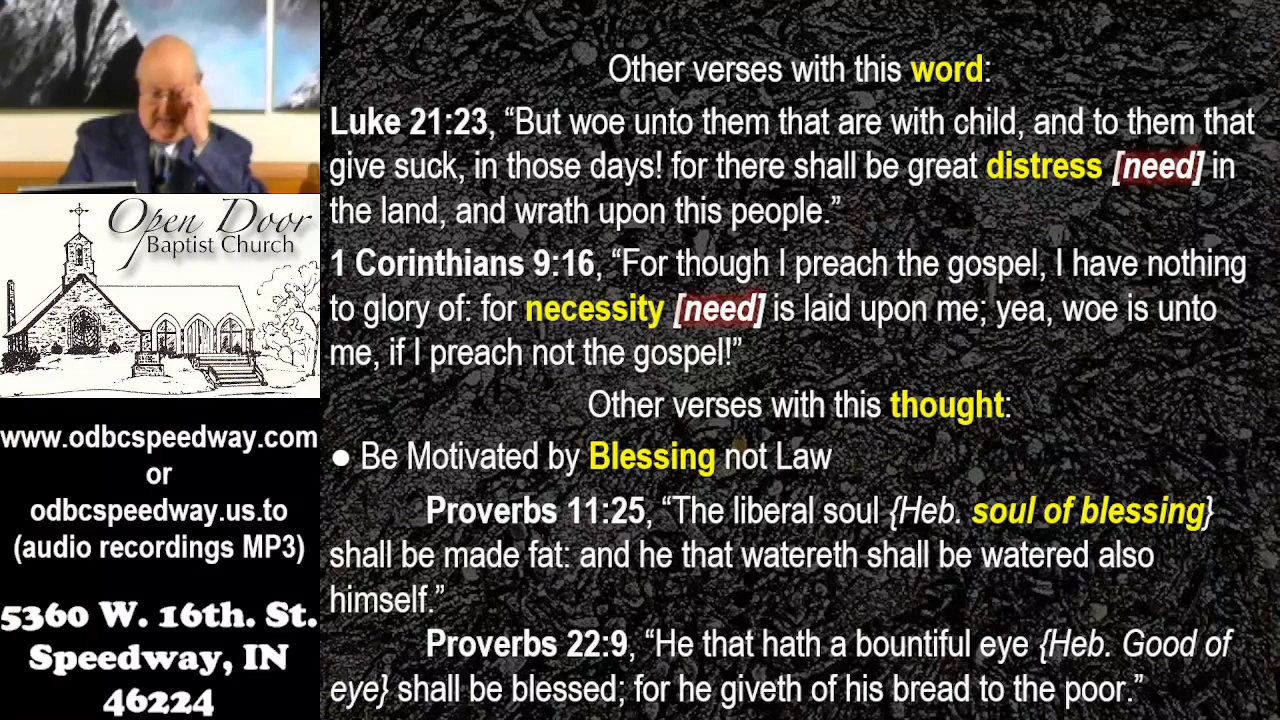 Open Door
Baptist Church
www.odbcspeedway.com
or
odbcspeedway.us.to
(audio recordings MP3)
5360 W. 16th. St.
Speedway, IN
46224
Other verses with this word:
Luke 21:23, “But woe unto them that are with child, and to them that
give suck, in those days! for there shall be great distress [need] in
the land, and wrath upon this people.”
1 Corinthians 9:16, “For though I preach the gospel, I have nothing
to glory of: for necessity [need] is laid upon me; yea, woe is unto
me, if I preach not the gospel!”
Other verses with this thought:
● Be Motivated by Blessing not Law
Proverbs 11:25, “The liberal soul {Heb. soul of blessing}
shall be made fat: and he that watereth shall be watered also
himself.”
Proverbs 22:9, “He that hath a bountiful eye {Heb. Good of
eye} shall be blessed; for he giveth of his bread to the poor.”